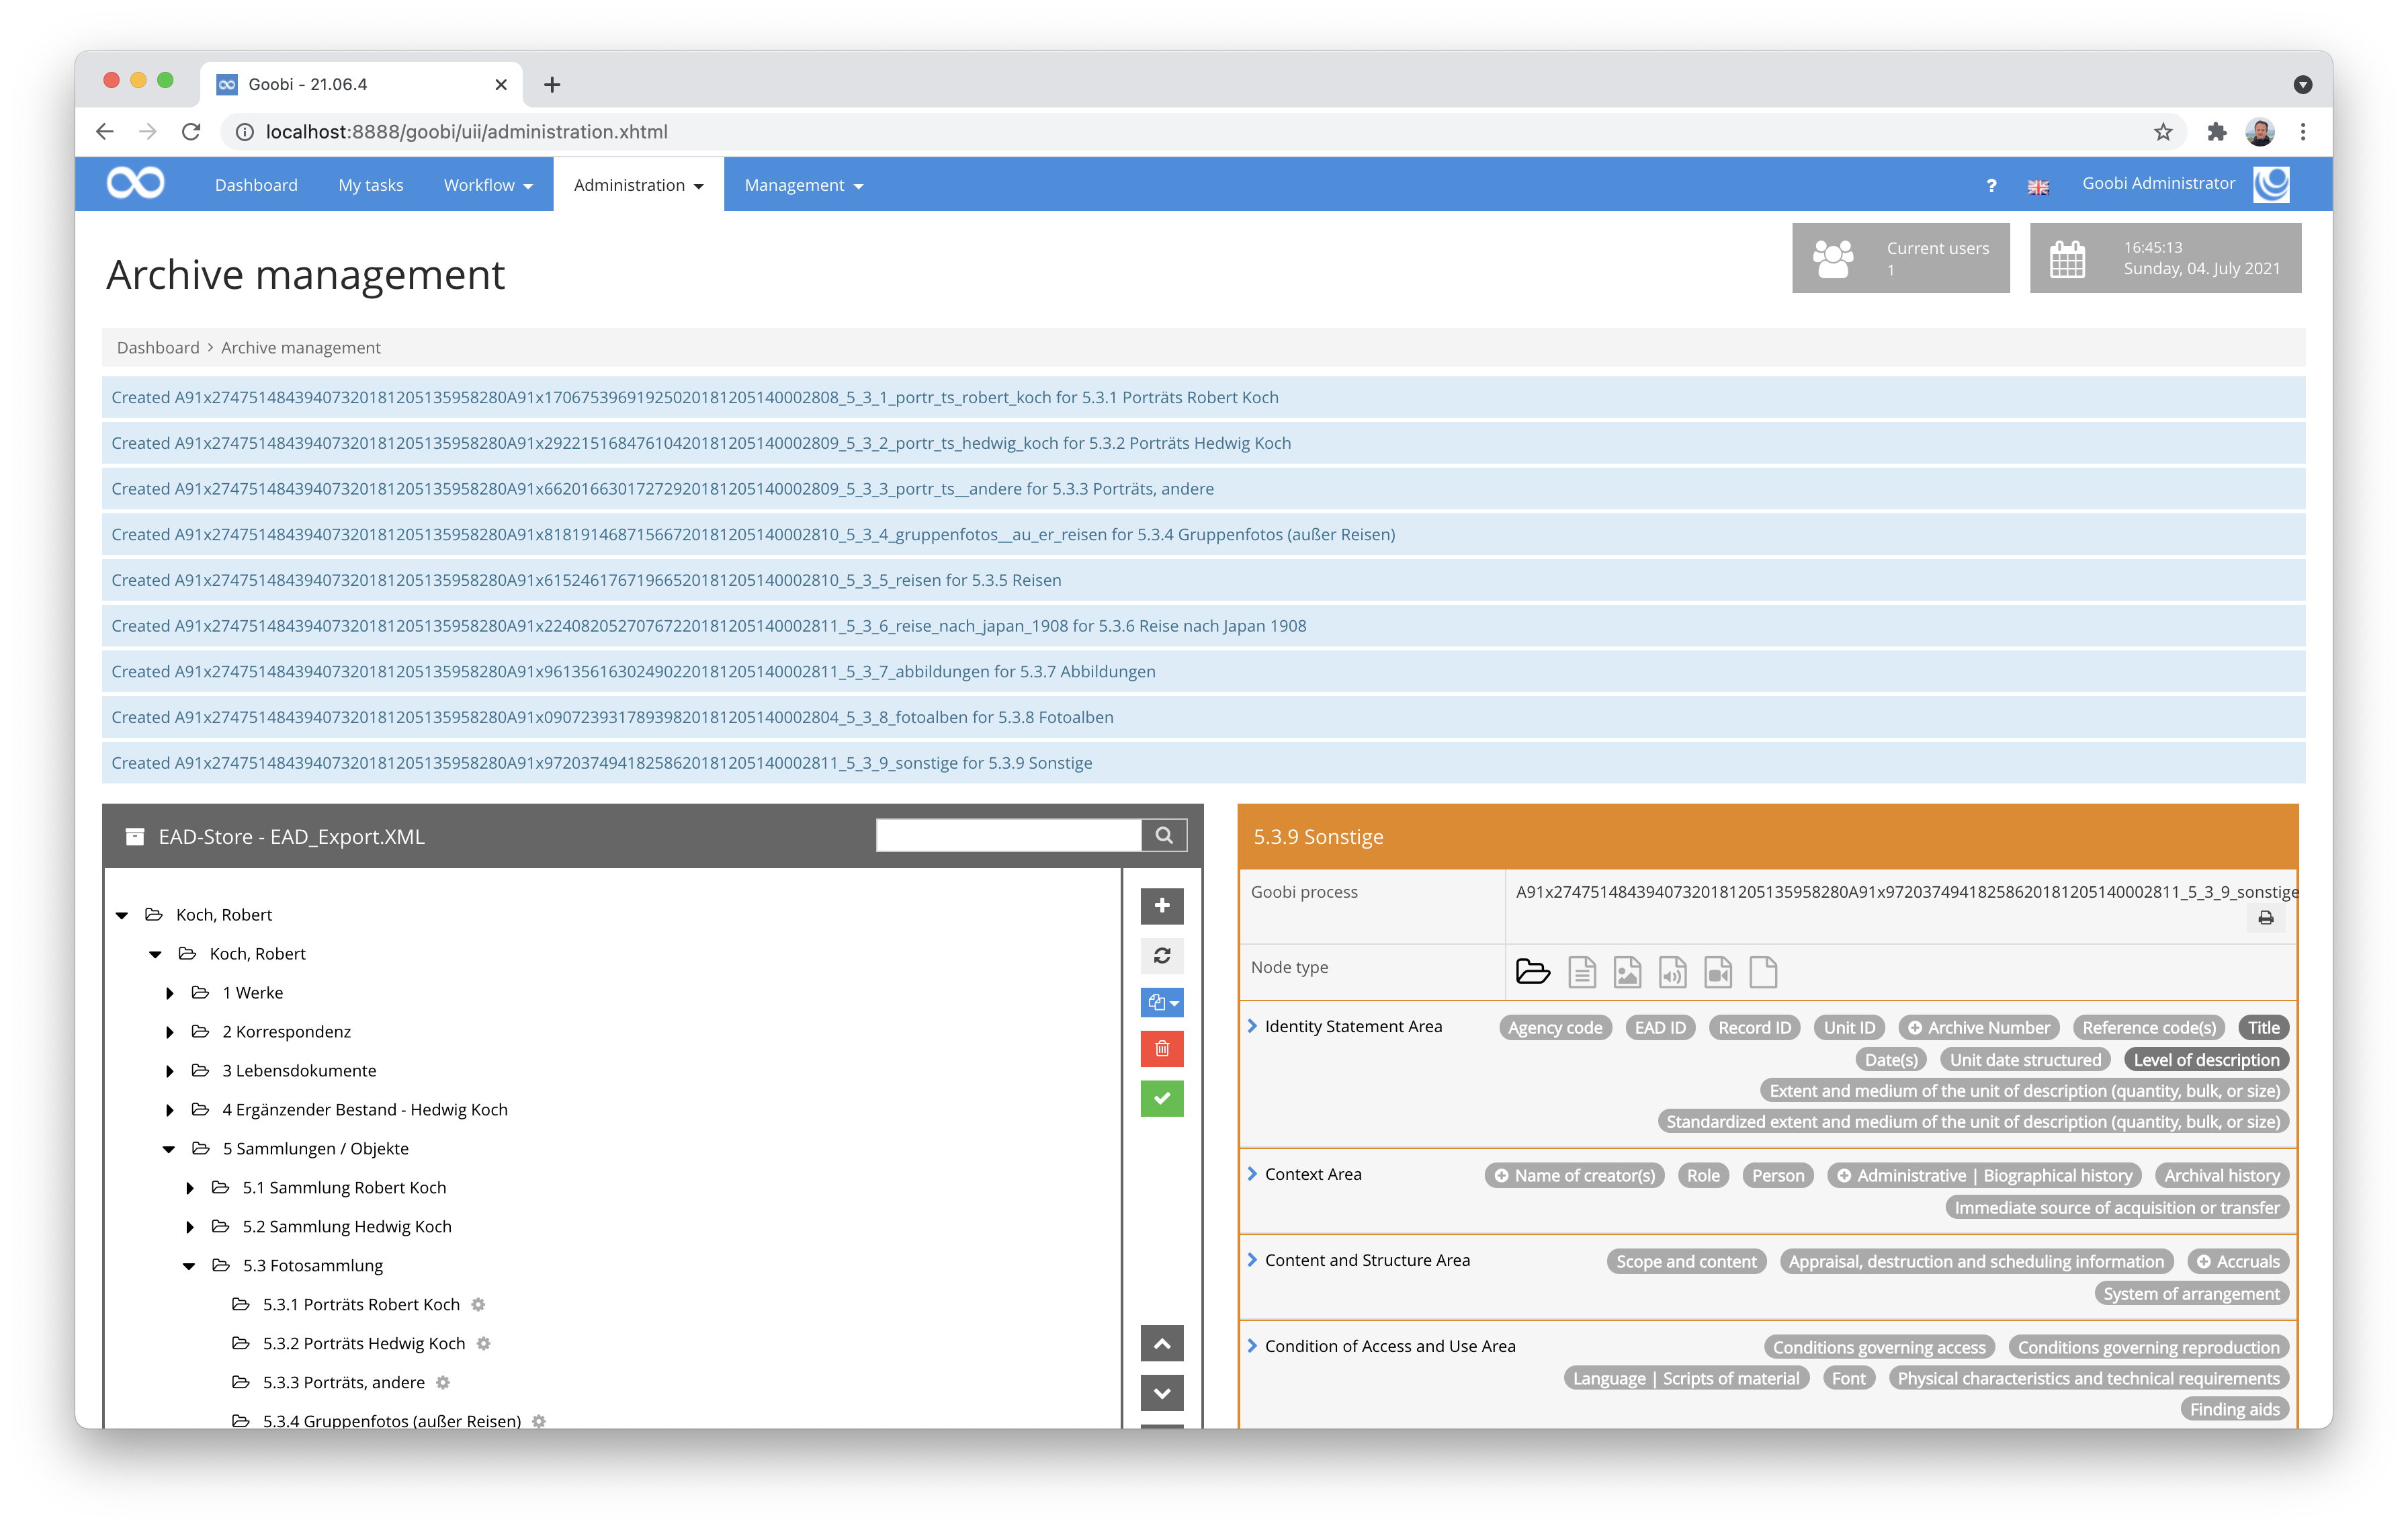 Goobi - 21.06.4
localhost:8888/goobi/uii/administration.xhtml
Dashboard My tasks Workflow Administration Management ? Goobi Administrator
Archive management
Current users
1
16:45:13
Sunday, 04. July 2021
Dashboard › Archive management
Created A91x27475148439407320181205135958280A91x17067539691925020181205140002808_5_3_1_portr_ts_robert_koch for 5.3.1 Porträts Robert Koch
Created A91x27475148439407320181205135958280A91x29221516847610420181205140002809_5_3_2_portr_ts_hedwig_koch for 5.3.2 Porträts Hedwig Koch
Created A91x27475148439407320181205135958280A91x66201663017272920181205140002809_5_3_3_portr_ts__andere for 5.3.3 Porträts, andere
Created A91x27475148439407320181205135958280A91x81819146871566720181205140002810_5_3_4_gruppenfotos__au_er_reisen for 5.3.4 Gruppenfotos (außer Reisen)
Created A91x27475148439407320181205135958280A91x61524617671966520181205140002810_5_3_5_reisen for 5.3.5 Reisen
Created A91x27475148439407320181205135958280A91x22408205270767220181205140002811_5_3_6_reise_nach_japan_1908 for 5.3.6 Reise nach Japan 1908
Created A91x27475148439407320181205135958280A91x96135616302490220181205140002811_5_3_7_abbildungen for 5.3.7 Abbildungen
Created A91x27475148439407320181205135958280A91x09072393178939820181205140002804_5_3_8_fotoalben for 5.3.8 Fotoalben
Created A91x27475148439407320181205135958280A91x97203749418258620181205140002811_5_3_9_sonstige for 5.3.9 Sonstige
EAD-Store - EAD_Export.XML
Koch, Robert
Koch, Robert
1 Werke
2 Korrespondenz
3 Lebensdokumente
4 Ergänzender Bestand - Hedwig Koch
5 Sammlungen / Objekte
5.1 Sammlung Robert Koch
5.2 Sammlung Hedwig Koch
5.3 Fotosammlung
5.3.1 Porträts Robert Koch
5.3.2 Porträts Hedwig Koch
5.3.3 Porträts, andere
5.3.4 Gruppenfotos (außer Reisen)
5.3.9 Sonstige
Goobi process A91x27475148439407320181205135958280A91x97203749418258620181205140002811_5_3_9_sonstige
Node type
Identity Statement Area Agency code EAD ID Record ID Unit ID Archive Number Reference code(s) Title
Date(s) Unit date structured Level of description
Extent and medium of the unit of description (quantity, bulk, or size)
Standardized extent and medium of the unit of description (quantity, bulk, or size)
Context Area Name of creator(s) Role Person Administrative | Biographical history Archival history
Immediate source of acquisition or transfer
Content and Structure Area Scope and content Appraisal, destruction and scheduling information Accruals
System of arrangement
Condition of Access and Use Area Conditions governing access Conditions governing reproduction
Language | Scripts of material Font Physical characteristics and technical requirements
Finding aids